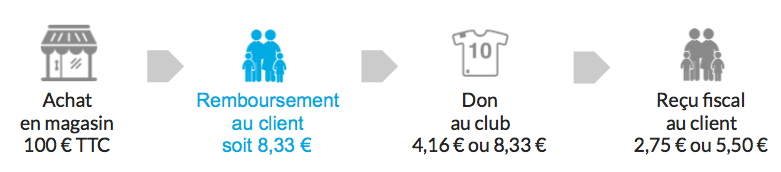 10
Achat
en magasin
100 € TTC
Remboursement
au client
soit 8,33 €
Don
au club
4,16 € ou 8,33 €
Reçu fiscal
au client
2,75 € ou 5,50 €